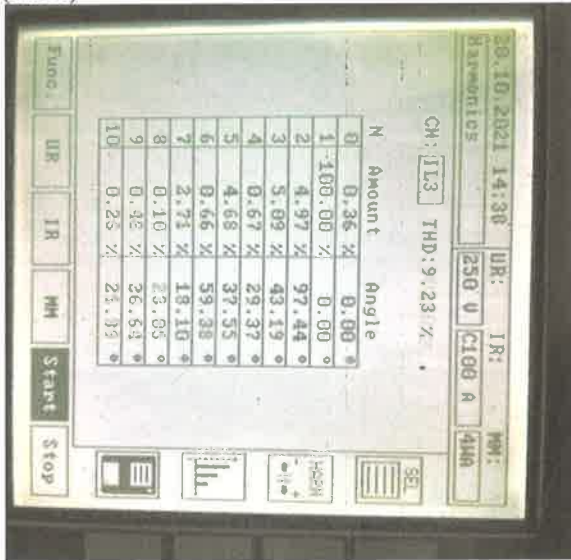 20.10.2021 14:30 UR: IR: MM:
Harmonics 250 U C100 A 4MA
CH: IL3 THD:9.23 %
N Amount Angle
0 0.36 % 0.00 °
1 100.00 % 0.00 °
2 4.97 % 97.44 °
3 5.09 % 43.19 °
4 0.67 % 29.37 °
5 4.68 % 37.55 °
6 0.66 % 59.38 °
7 2.71 % 18.10 °
8 0.10 % °
9 % °
10 %  °
SEL
HARM
Func. UR IR MM Start Stop